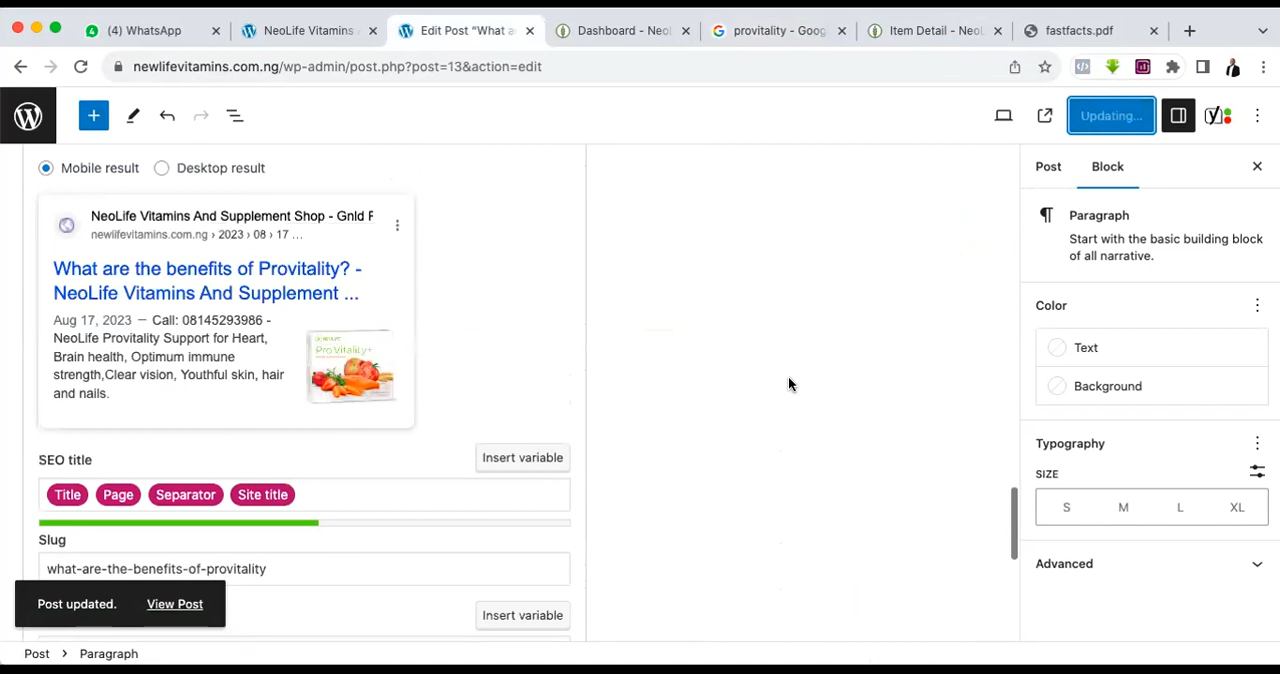 (4) WhatsApp
NeoLife Vitamins
Edit Post "What a
Dashboard - Neo
provitality - Goog
Item Detail - Neo
fastfacts.pdf
newlifevitamins.com.ng/wp-admin/post.php?post=13&action=edit
Updating...
Mobile result
Desktop result
NeoLife Vitamins And Supplement Shop - Gnld
newlifevitamins.com.ng › 2023 › 08 › 17 ...
What are the benefits of Provitality? -
NeoLife Vitamins And Supplement ...
Aug 17, 2023 － Call: 08145293986 -
NeoLife Provitality Support for Heart,
Brain health, Optimum immune
strength,Clear vision, Youthful skin, hair
and nails.
Pro Vitality+
SEO title
Insert variable
Title
Page
Separator
Site title
Slug
what-are-the-benefits-of-provitality
Insert variable
Post updated.
View Post
Post
Block
Paragraph
Start with the basic building block
of all narrative.
Color
Text
Background
Typography
SIZE
S
M
L
XL
Advanced
Post > Paragraph